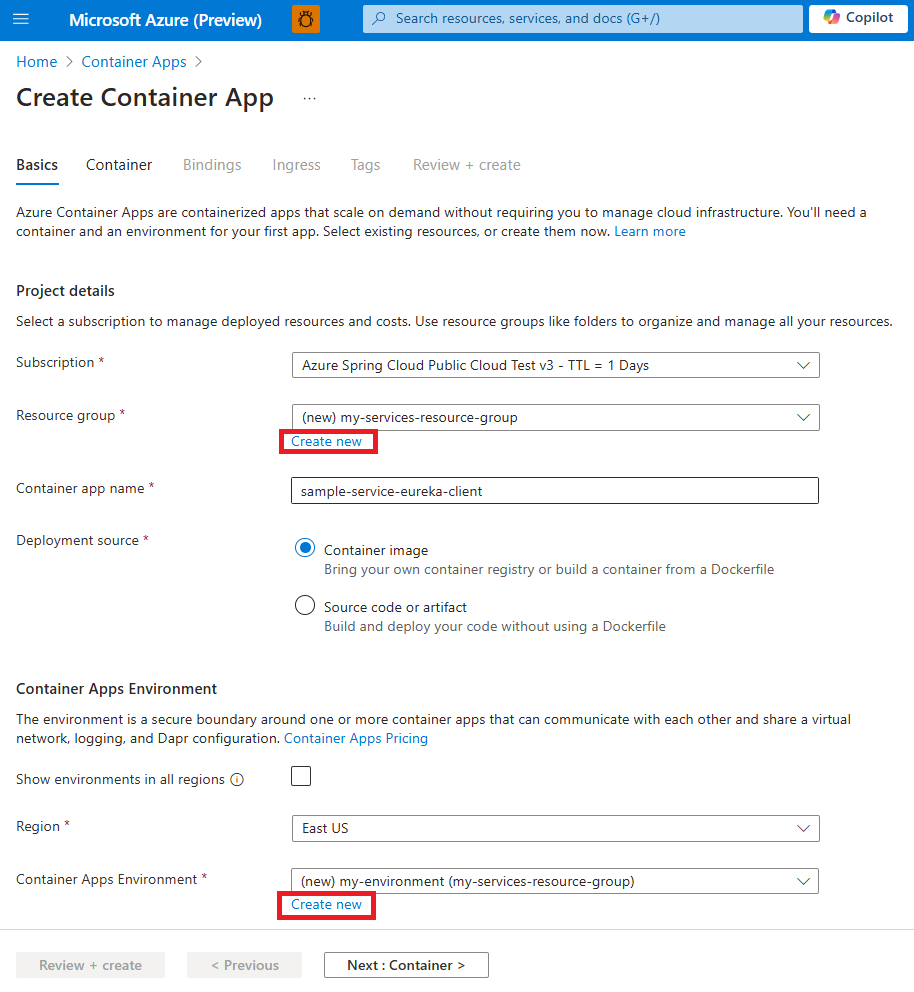 Microsoft Azure (Preview)
Search resources, services, and docs (G+/)
Copilot
Home > Container Apps >
Create Container App ...
Basics Container Bindings Ingress Tags Review + create
Azure Container Apps are containerized apps that scale on demand without requiring you to manage cloud infrastructure. You'll need a
container and an environment for your first app. Select existing resources, or create them now. Learn more
Project details
Select a subscription to manage deployed resources and costs. Use resource groups like folders to organize and manage all your resources.
Subscription *
Azure Spring Cloud Public Cloud Test v3 - TTL = 1 Days
Resource group *
(new) my-services-resource-group
Create new
Container app name *
sample-service-eureka-client
Deployment source *
Container image
Bring your own container registry or build a container from a Dockerfile
Source code or artifact
Build and deploy your code without using a Dockerfile
Container Apps Environment
The environment is a secure boundary around one or more container apps that can communicate with each other and share a virtual
network, logging, and Dapr configuration. Container Apps Pricing
Show environments in all regions
Region *
East US
Container Apps Environment *
(new) my-environment (my-services-resource-group)
Create new
Review + create
< Previous
Next : Container >